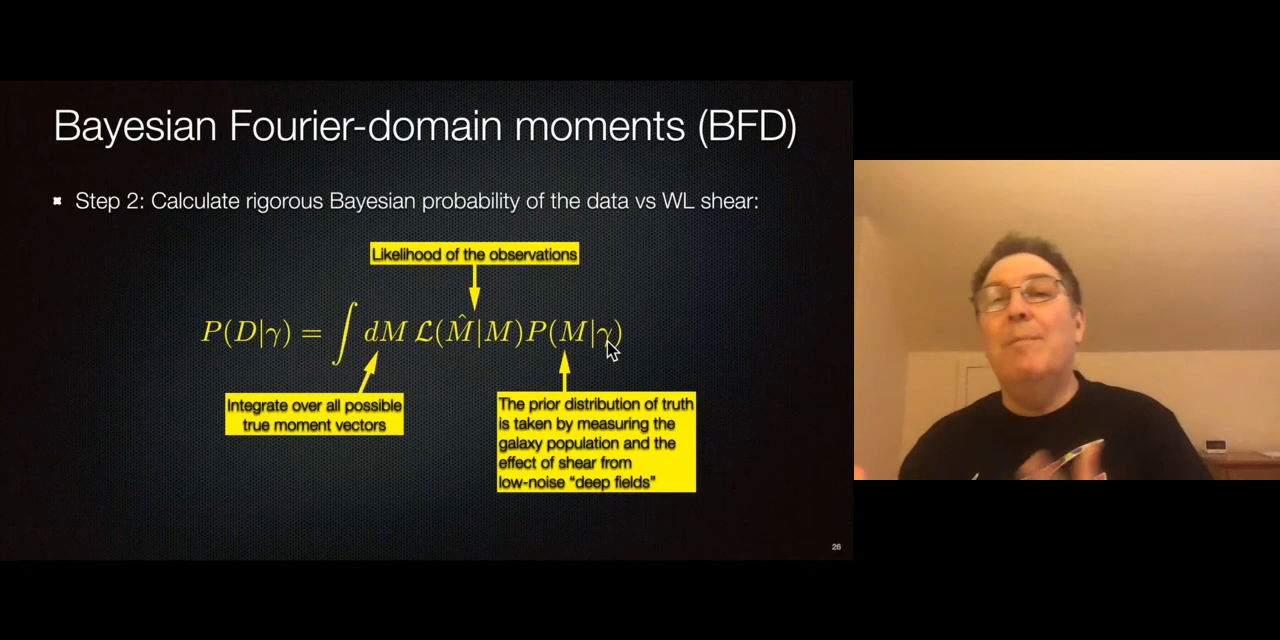 Bayesian Fourier-domain moments (BFD)
Step 2: Calculate rigorous Bayesian probability of the data vs WL shear:
Likelihood of the observations
P(D|γ) = ∫ dM ℒ(M̂|M)P(M|γ)
Integrate over all possible
true moment vectors
The prior distribution of truth
is taken by measuring the
galaxy population and the
effect of shear from
low-noise “deep fields”
26